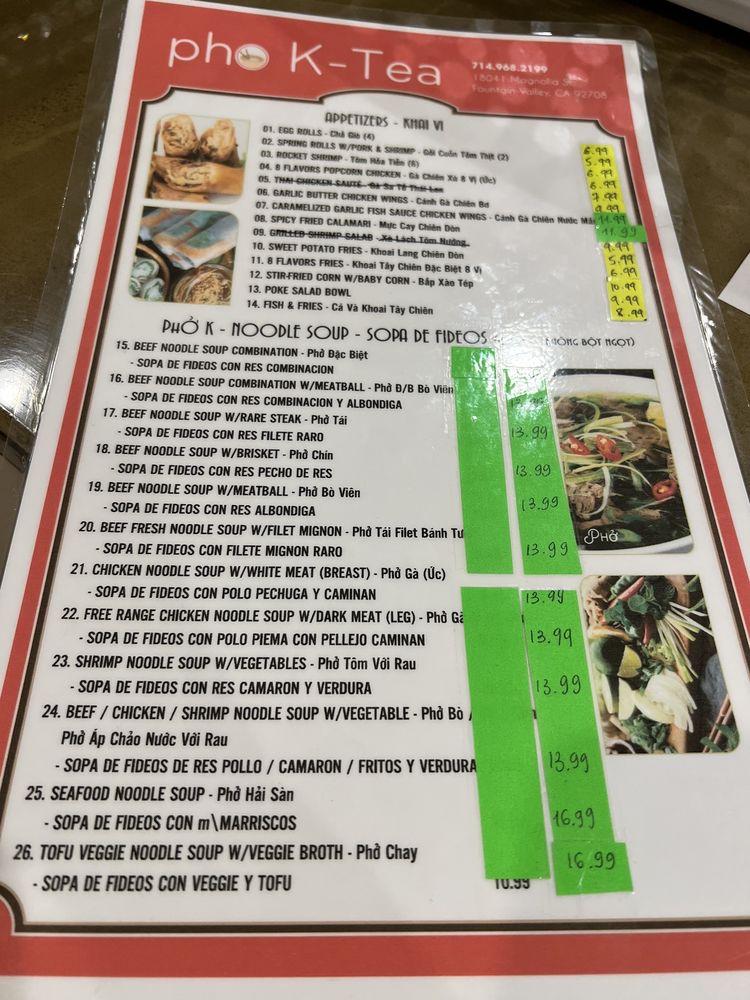 pho K-Tea
714.968.2199
18041 Magnolia St
Fountain Valley, CA 92708
APPETIZERS - KHAI VI
01. EGG ROLLS - Chả Giò (4) 6.99
02. SPRING ROLLS W/PORK & SHRIMP - Gỏi Cuốn Tôm Thịt (2) 5.99
03. ROCKET SHRIMP - Tôm Hỏa Tiễn (6) 6.99
04. 8 FLAVORS POPCORN CHICKEN - Gà Chiên Xù 8 Vị (Ức) 6.99
05. THAI CHICKEN SAUTE - Gà Sa Tế Thái Lan 7.99
06. GARLIC BUTTER CHICKEN WINGS - Cánh Gà Chiên Bơ 9.99
07. CARAMELIZED GARLIC FISH SAUCE CHICKEN WINGS - Cánh Gà Chiên Nước Mắm 11.99
08. SPICY FRIED CALAMARI - Mực Cay Chiên Dòn 11.99
09. GRILLED SHRIMP SALAD - Xà Lách Tôm Nướng 9.99
10. SWEET POTATO FRIES - Khoai Lang Chiên Dòn 5.99
11. 8 FLAVORS FRIES - Khoai Tây Chiên Đặc Biệt 8 Vị 6.99
12. STIR-FRIED CORN W/BABY CORN - Bắp Xào Tép 10.99
13. POKE SALAD BOWL 9.99
14. FISH & FRIES - Cá Và Khoai Tây Chiên 8.99
PHỞ K - NOODLE SOUP - SOPA DE FIDEOS - BỘT NGỌT)
15. BEEF NOODLE SOUP COMBINATION - Phở Đặc Biệt
- SOPA DE FIDEOS CON RES COMBINACION
16. BEEF NOODLE SOUP COMBINATION W/MEATBALL - Phở Đ/B Bò Viên
- SOPA DE FIDEOS CON RES COMBINACION Y ALBONDIGA
17. BEEF NOODLE SOUP W/RARE STEAK - Phở Tái 13.99
- SOPA DE FIDEOS CON RES FILETE RARO
18. BEEF NOODLE SOUP W/BRISKET - Phở Chín 13.99
- SOPA DE FIDEOS CON RES PECHO DE RES
19. BEEF NOODLE SOUP W/MEATBALL - Phở Bò Viên 13.99
- SOPA DE FIDEOS CON RES ALBONDIGA
20. BEEF FRESH NOODLE SOUP W/FILET MIGNON - Phở Tái Filet Bánh Tư 13.99
- SOPA DE FIDEOS CON FILETE MIGNON RARO
Phở
21. CHICKEN NOODLE SOUP W/WHITE MEAT (BREAST) - Phở Gà (Ức) 13.99
- SOPA DE FIDEOS CON POLO PECHUGA Y CAMINAN
22. FREE RANGE CHICKEN NOODLE SOUP W/DARK MEAT (LEG) - Phở Gà 13.99
- SOPA DE FIDEOS CON POLO PIEMA CON PELLEJO CAMINAN
23. SHRIMP NOODLE SOUP W/VEGETABLES - Phở Tôm Với Rau 13.99
- SOPA DE FIDEOS CON RES CAMARON Y VERDURA
24. BEEF / CHICKEN / SHRIMP NOODLE SOUP W/VEGETABLE - Phở Bò /
Phở Áp Chảo Nước Với Rau 13.99
- SOPA DE FIDEOS DE RES POLLO / CAMARON / FRITOS Y VERDURA
25. SEAFOOD NOODLE SOUP - Phở Hải Sàn 16.99
- SOPA DE FIDEOS CON m\MARRISCOS
26. TOFU VEGGIE NOODLE SOUP W/VEGGIE BROTH - Phở Chay 16.99
- SOPA DE FIDEOS CON VEGGIE Y TOFU 10.99